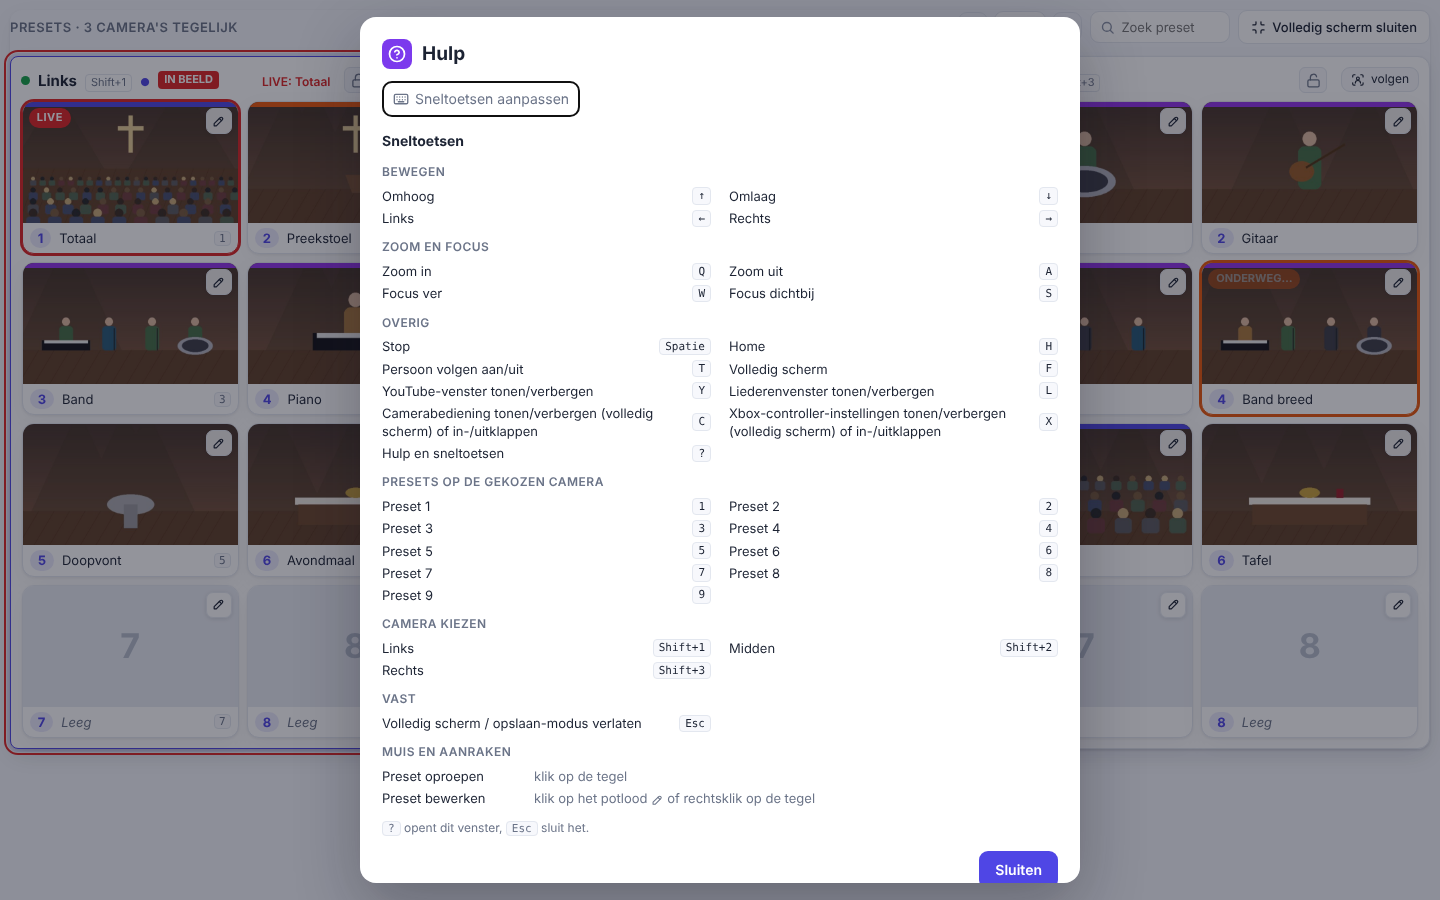 PRESETS · 3 CAMERA'S TEGELIJK
Zoek preset
Volledig scherm sluiten
Links
Shift+1
IN BEELD
LIVE: Totaal
+3
volgen
LIVE
1 Totaal 1
2 Preekstoel
2 Gitaar
3 Band 3
4 Piano
ONDERWEG...
4 Band breed
5 Doopvont 5
6 Avondmaal
6 Tafel
7
8
7
8
7 Leeg 7
8 Leeg
8 Leeg
Hulp
Sneltoetsen aanpassen
Sneltoetsen
BEWEGEN
Omhoog ↑
Omlaag ↓
Links ←
Rechts →
ZOOM EN FOCUS
Zoom in Q
Zoom uit A
Focus ver W
Focus dichtbij S
OVERIG
Stop Spatie
Home H
Persoon volgen aan/uit T
Volledig scherm F
YouTube-venster tonen/verbergen Y
Liederenvenster tonen/verbergen L
Camerabediening tonen/verbergen (volledig
scherm) of in-/uitklappen C
Xbox-controller-instellingen tonen/verbergen
(volledig scherm) of in-/uitklappen X
Hulp en sneltoetsen ?
PRESETS OP DE GEKOZEN CAMERA
Preset 1 1
Preset 2 2
Preset 3 3
Preset 4 4
Preset 5 5
Preset 6 6
Preset 7 7
Preset 8 8
Preset 9 9
CAMERA KIEZEN
Links Shift+1
Midden Shift+2
Rechts Shift+3
VAST
Volledig scherm / opslaan-modus verlaten Esc
MUIS EN AANRAKEN
Preset oproepen klik op de tegel
Preset bewerken klik op het potlood of rechtsklik op de tegel
? opent dit venster, Esc sluit het.
Sluiten